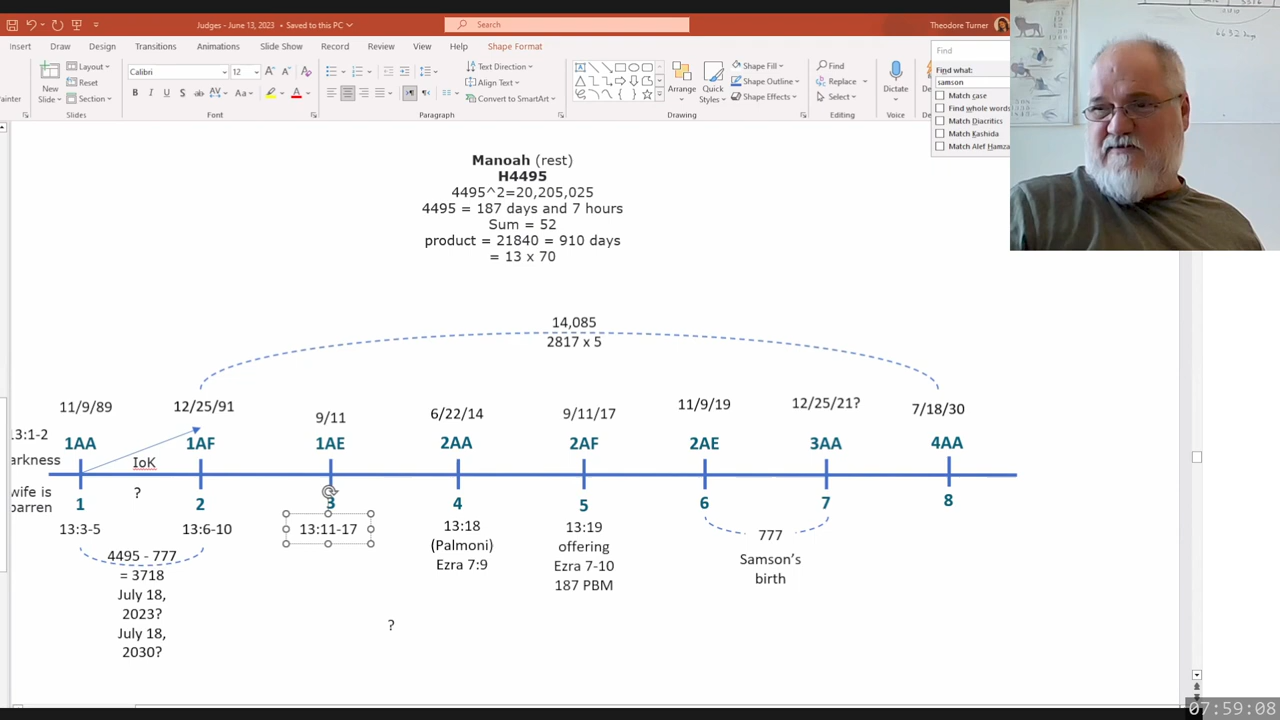 Judges - June 13, 2023 • Saved to this PC
Search
Theodore Turner
Insert Draw Design Transitions Animations Slide Show Record Review View Help Shape Format
Find
Painter
New
Slide
Layout
Reset
Section
Slides
Calibri 12
Font
Text Direction
Align Text
Convert to SmartArt
Paragraph
Arrange
Quick
Styles
Shape Fill
Shape Outline
Shape Effects
Drawing
Find
Replace
Select
Editing
Dictate
Voice
Find what:
samson
Match case
Find whole words
Match Diacritics
Match Kashida
Match Alef Hamza
6632 days
Manoah (rest)
H4495
4495^2=20,205,025
4495 = 187 days and 7 hours
Sum = 52
product = 21840 = 910 days
= 13 x 70
14,085
2817 x 5
11/9/89 12/25/91 9/11 6/22/14 9/11/17 11/9/19 12/25/21? 7/18/30
13:1-2
arkness
wife is
barren
1AA 1AF 1AE 2AA 2AF 2AE 3AA 4AA
IoK
?
1 2 3 4 5 6 7 8
13:3-5
13:6-10
13:11-17
13:18
(Palmoni)
Ezra 7:9
13:19
offering
Ezra 7-10
187 PBM
777
Samson's
birth
4495 - 777
= 3718
July 18,
2023?
July 18,
2030?
?
07:59:08